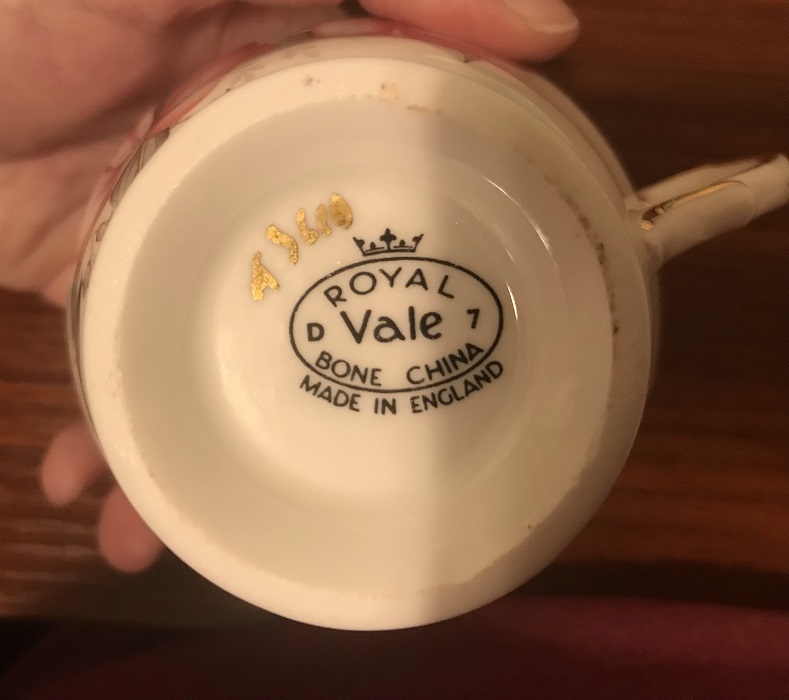 ROYAL
D Vale 7
BONE CHINA
MADE IN ENGLAND